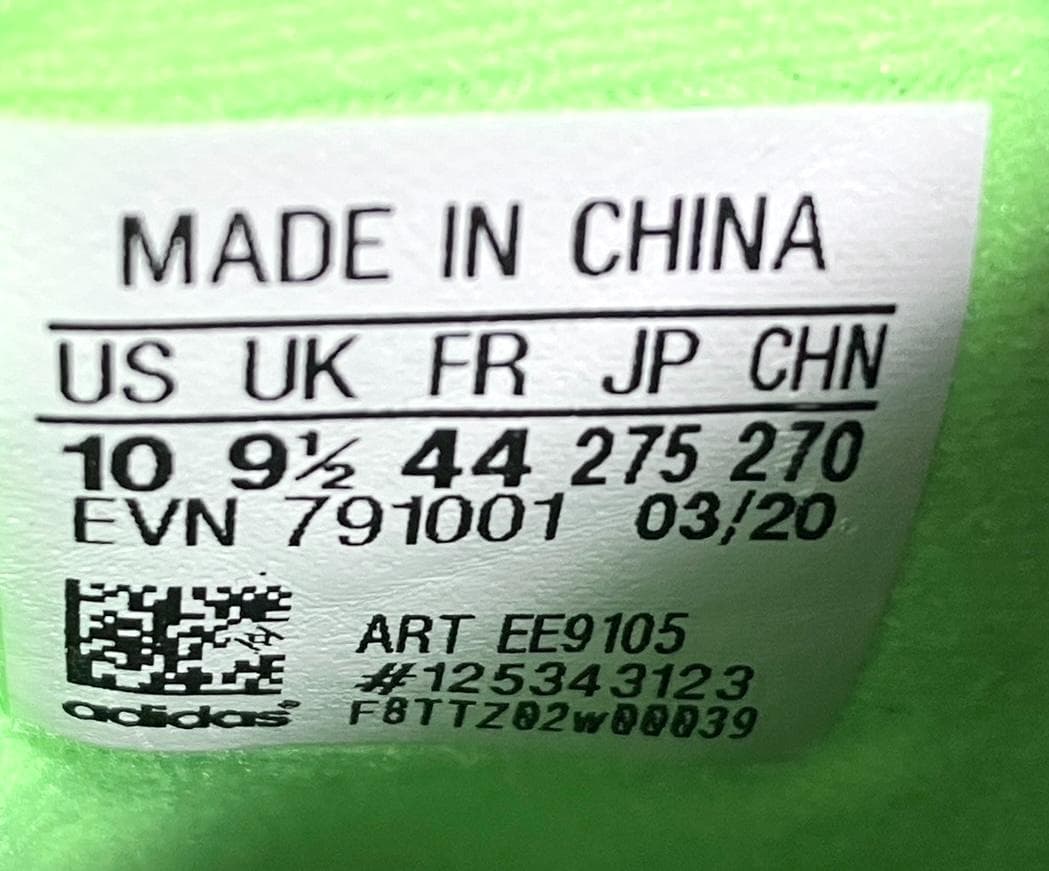 MADE IN CHINA
US UK FR JP CHN
10 9½ 44 275 270
EVN 791001 03/20
ART EE9105
#125343123
adidas® F8TTZ02W00039